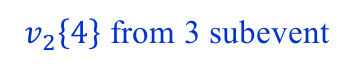 v₂{4} from 3 subevent